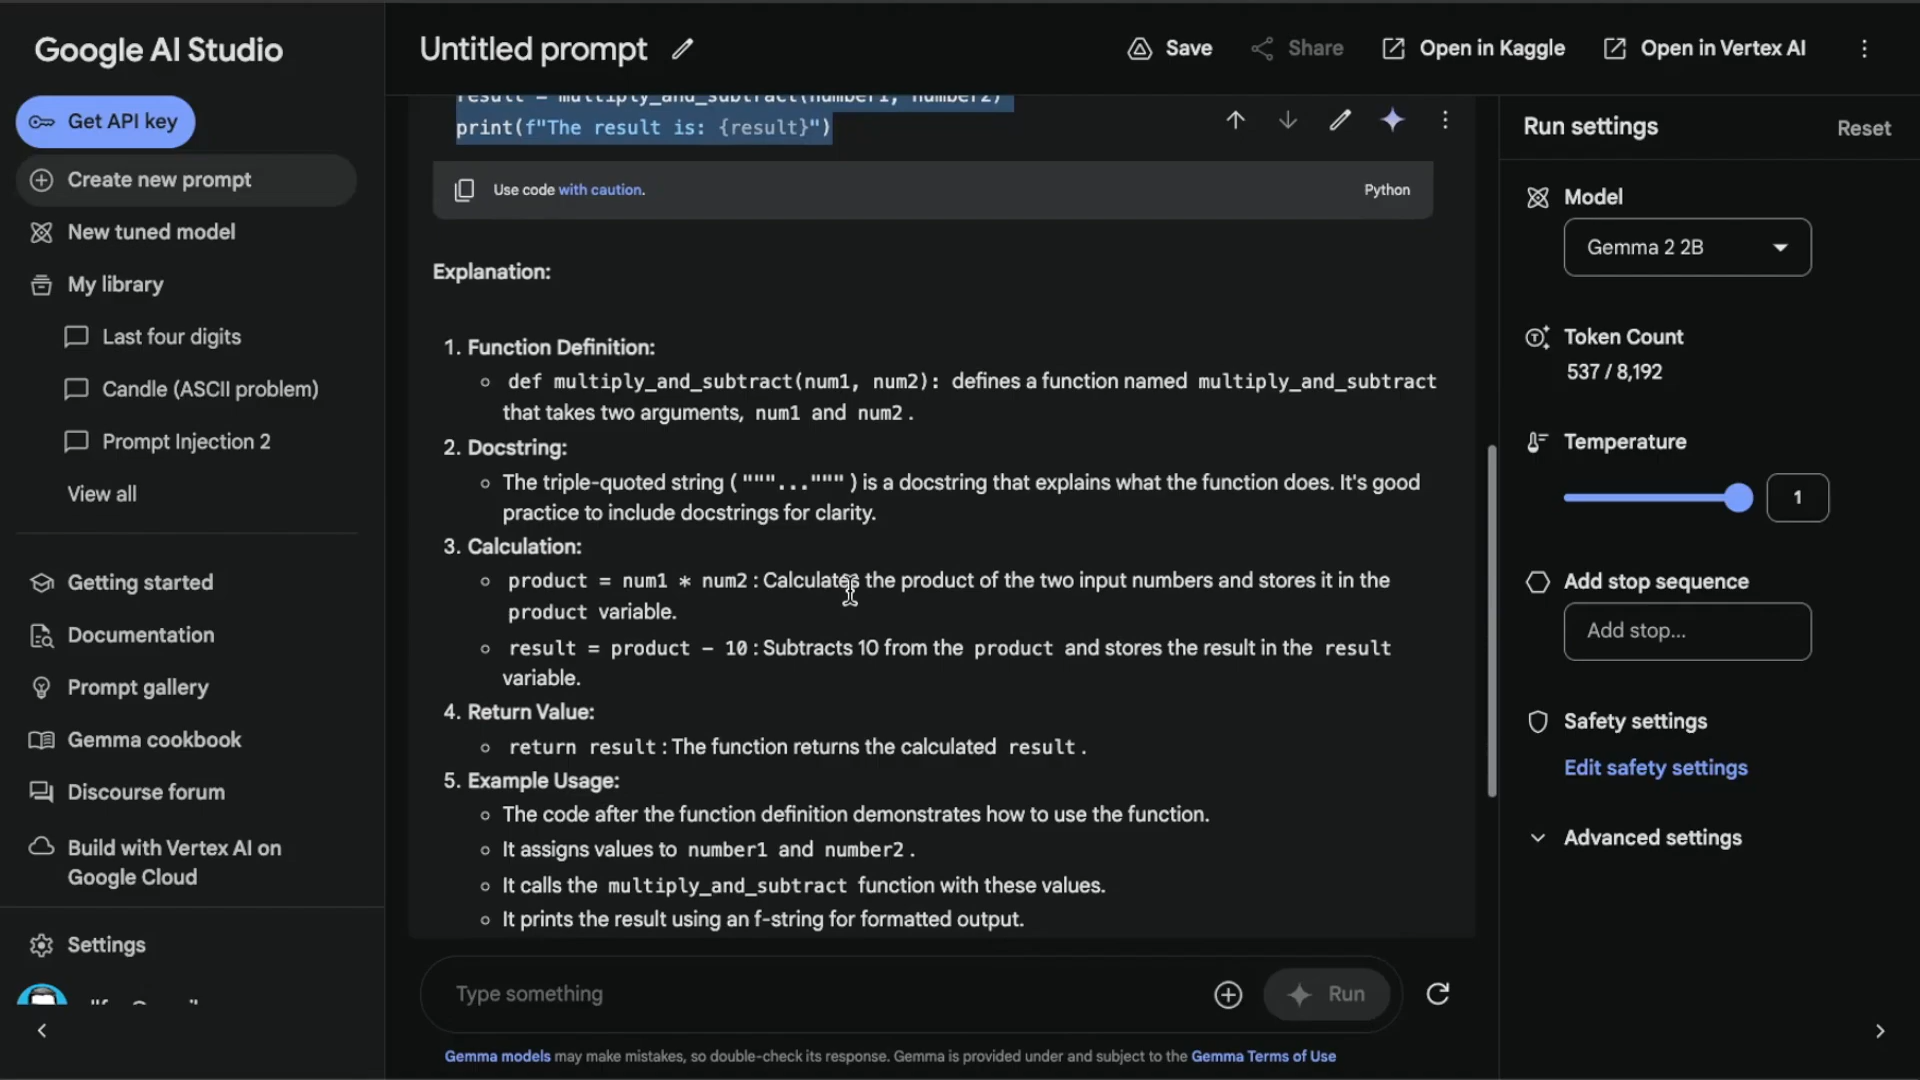 Google AI Studio
Get API key
Create new prompt
New tuned model
My library
Last four digits
Candle (ASCII problem)
Prompt Injection 2
View all
Getting started
Documentation
Prompt gallery
Gemma cookbook
Discourse forum
Build with Vertex AI on
Google Cloud
Settings
Untitled prompt
Save
Share
Open in Kaggle
Open in Vertex AI
result = multiply_and_subtract(number1, number2)
print(f"The result is: {result}")
Use code with caution.
Python
Explanation:
1. Function Definition:
def multiply_and_subtract(num1, num2): defines a function named multiply_and_subtract
that takes two arguments, num1 and num2.
2. Docstring:
The triple-quoted string ("""...""") is a docstring that explains what the function does. It's good
practice to include docstrings for clarity.
3. Calculation:
product = num1 * num2: Calculates the product of the two input numbers and stores it in the
product variable.
result = product - 10: Subtracts 10 from the product and stores the result in the result
variable.
4. Return Value:
return result: The function returns the calculated result.
5. Example Usage:
The code after the function definition demonstrates how to use the function.
It assigns values to number1 and number2.
It calls the multiply_and_subtract function with these values.
It prints the result using an f-string for formatted output.
Type something
Run
Gemma models may make mistakes, so double-check its response. Gemma is provided under and subject to the Gemma Terms of Use
Run settings
Reset
Model
Gemma 2 2B
Token Count
537 / 8,192
Temperature
1
Add stop sequence
Add stop...
Safety settings
Edit safety settings
Advanced settings